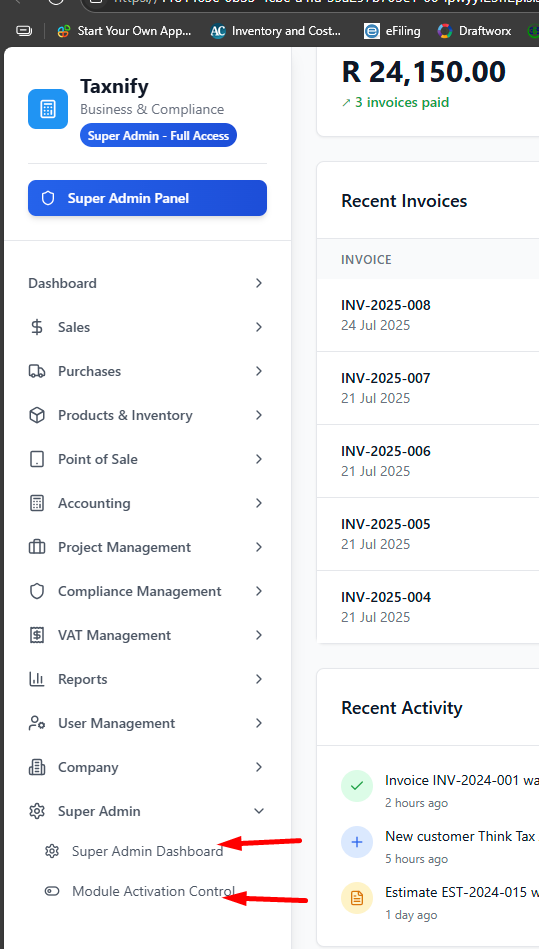 Start Your Own App...
Inventory and Cost...
eFiling
Draftworx
Taxnify
Business & Compliance
Super Admin - Full Access
Super Admin Panel
Dashboard
Sales
Purchases
Products & Inventory
Point of Sale
Accounting
Project Management
Compliance Management
VAT Management
Reports
User Management
Company
Super Admin
Super Admin Dashboard
Module Activation Control
R 24,150.00
3 invoices paid
Recent Invoices
INVOICE
INV-2025-008
24 Jul 2025
INV-2025-007
21 Jul 2025
INV-2025-006
21 Jul 2025
INV-2025-005
21 Jul 2025
INV-2025-004
21 Jul 2025
Recent Activity
Invoice INV-2024-001 wa
2 hours ago
New customer Think Tax
5 hours ago
Estimate EST-2024-015 w
1 day ago